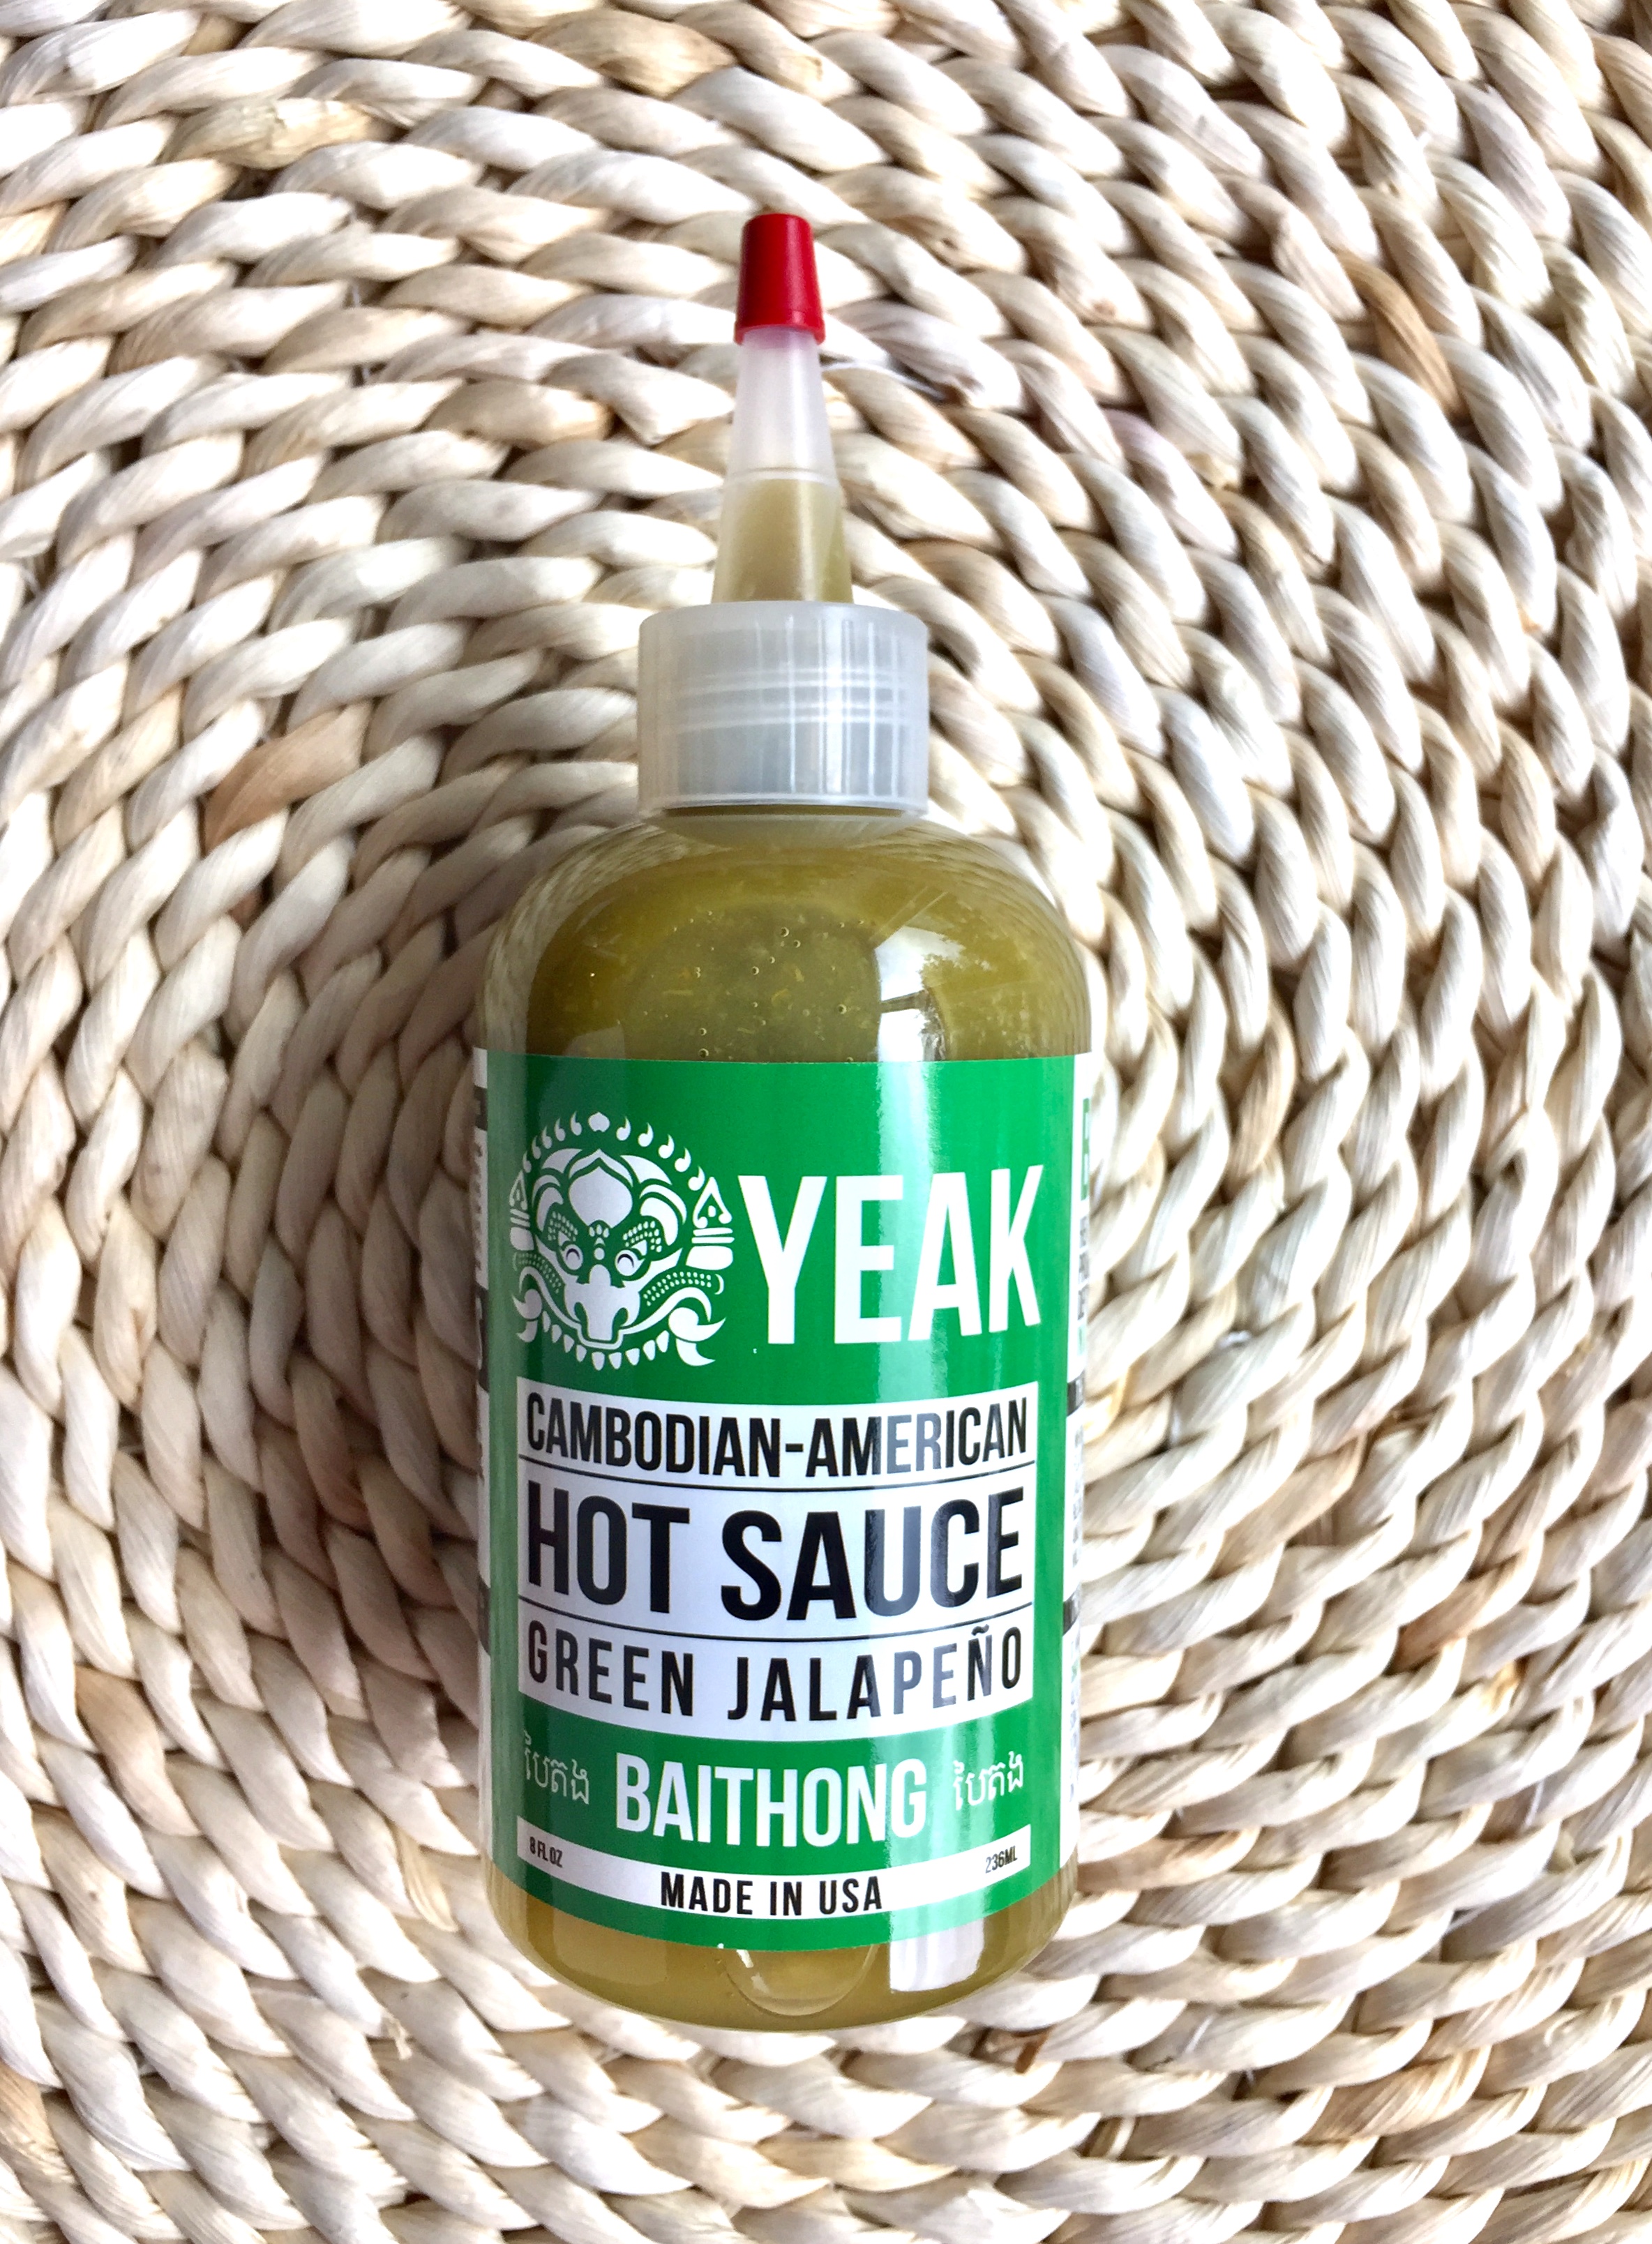 YEAK
CAMBODIAN-AMERICAN
HOT SAUCE
GREEN JALAPEÑO
បៃតង BAITHONG បៃតង
8 FL OZ 236ML
MADE IN USA